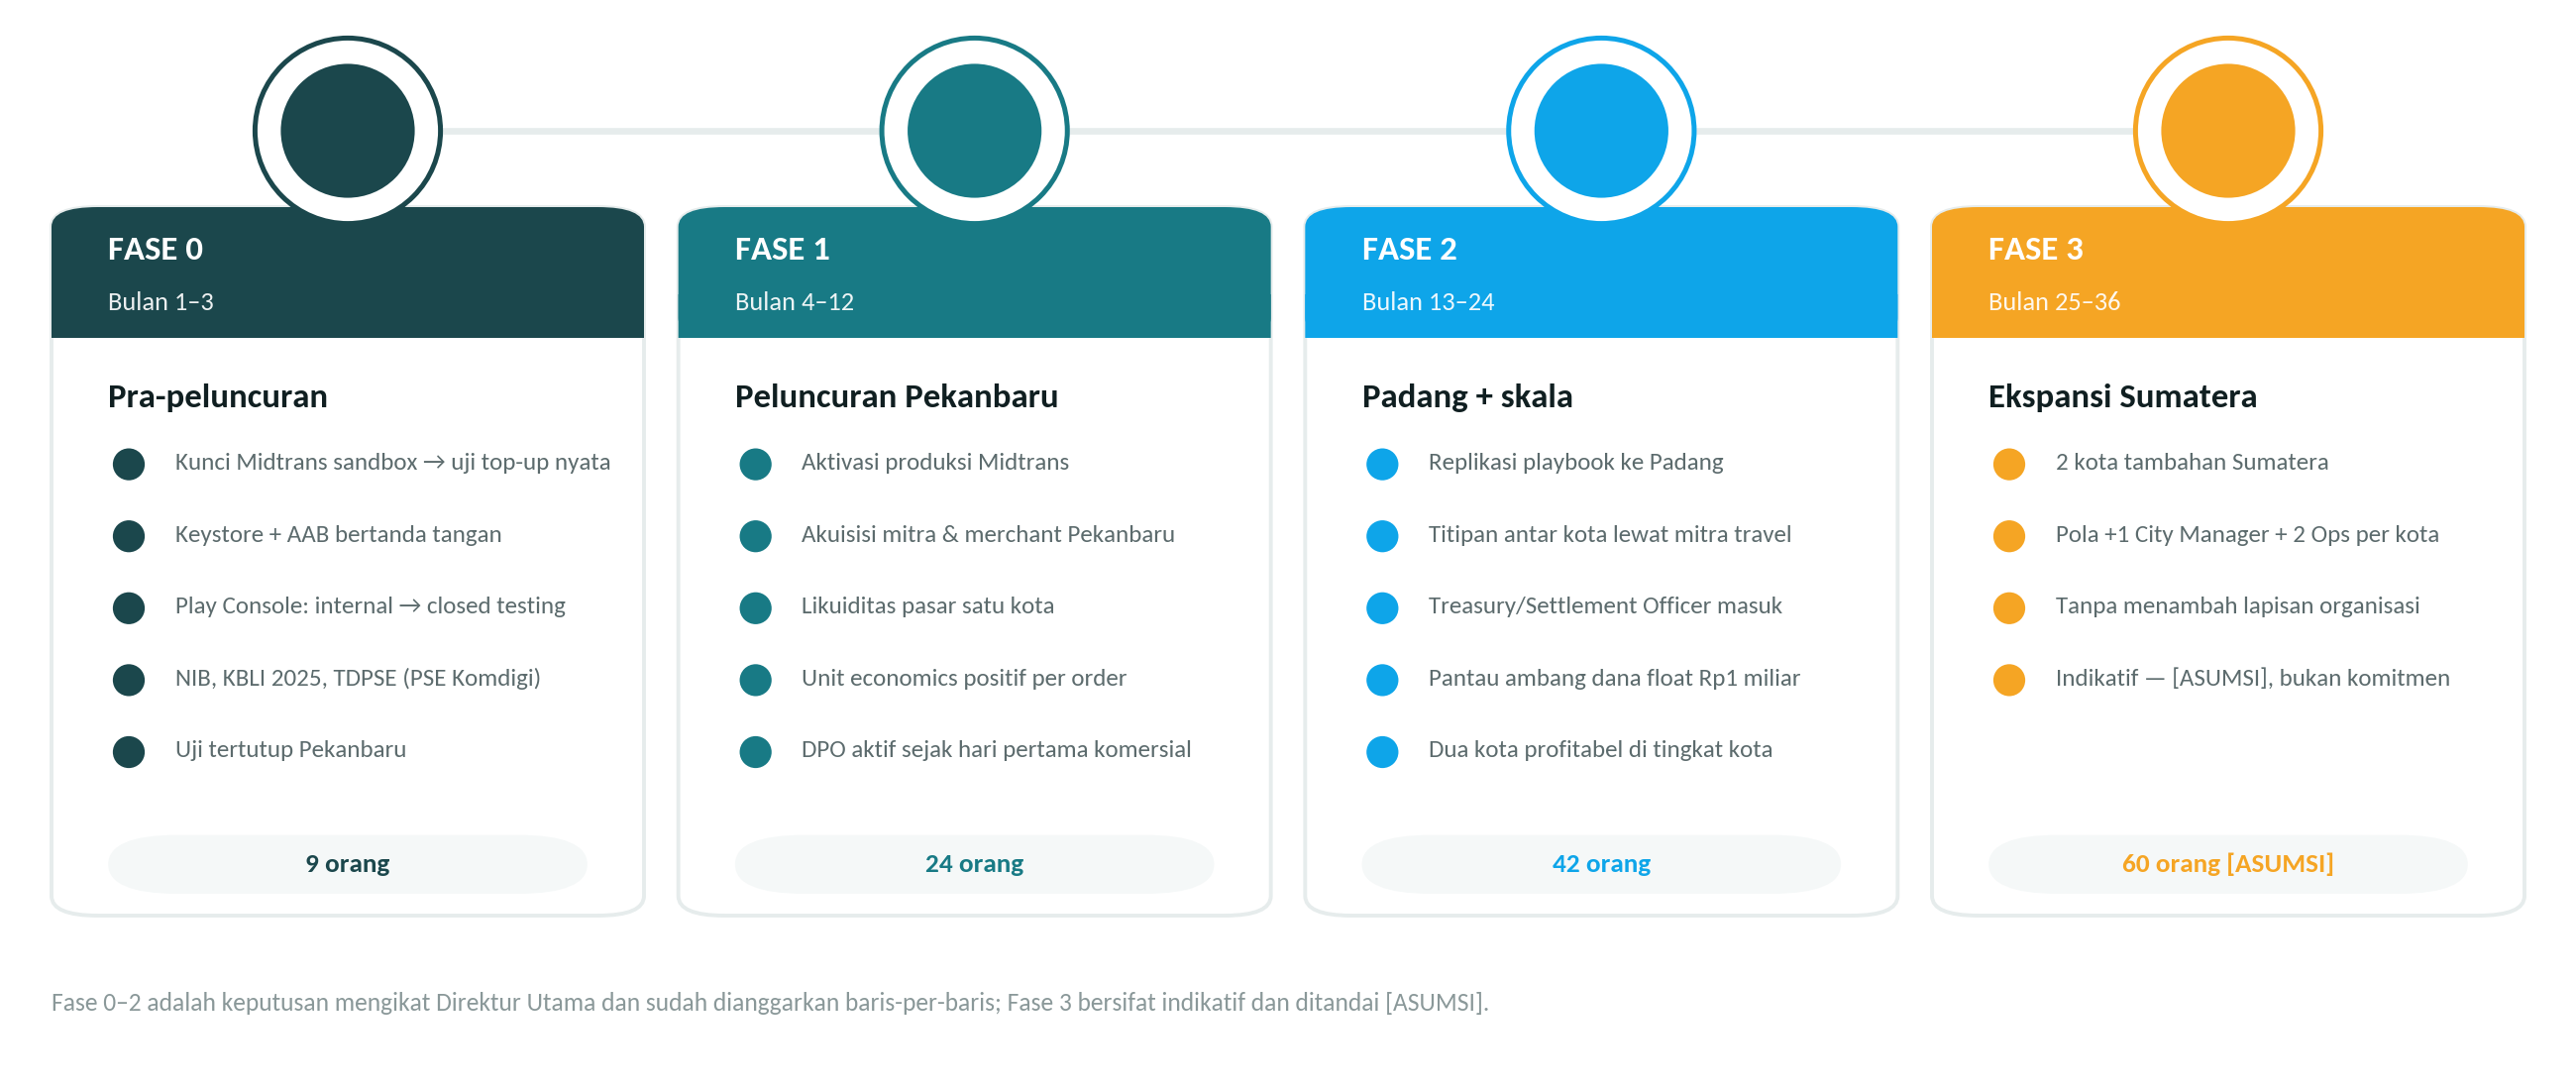 FASE 0
Bulan 1–3
Pra-peluncuran
Kunci Midtrans sandbox → uji top-up nyata
Keystore + AAB bertanda tangan
Play Console: internal → closed testing
NIB, KBLI 2025, TDPSE (PSE Komdigi)
Uji tertutup Pekanbaru
9 orang
FASE 1
Bulan 4–12
Peluncuran Pekanbaru
Aktivasi produksi Midtrans
Akuisisi mitra & merchant Pekanbaru
Likuiditas pasar satu kota
Unit economics positif per order
DPO aktif sejak hari pertama komersial
24 orang
FASE 2
Bulan 13–24
Padang + skala
Replikasi playbook ke Padang
Titipan antar kota lewat mitra travel
Treasury/Settlement Officer masuk
Pantau ambang dana float Rp1 miliar
Dua kota profitabel di tingkat kota
42 orang
FASE 3
Bulan 25–36
Ekspansi Sumatera
2 kota tambahan Sumatera
Pola +1 City Manager + 2 Ops per kota
Tanpa menambah lapisan organisasi
Indikatif — [ASUMSI], bukan komitmen
60 orang [ASUMSI]
Fase 0–2 adalah keputusan mengikat Direktur Utama dan sudah dianggarkan baris-per-baris; Fase 3 bersifat indikatif dan ditandai [ASUMSI].